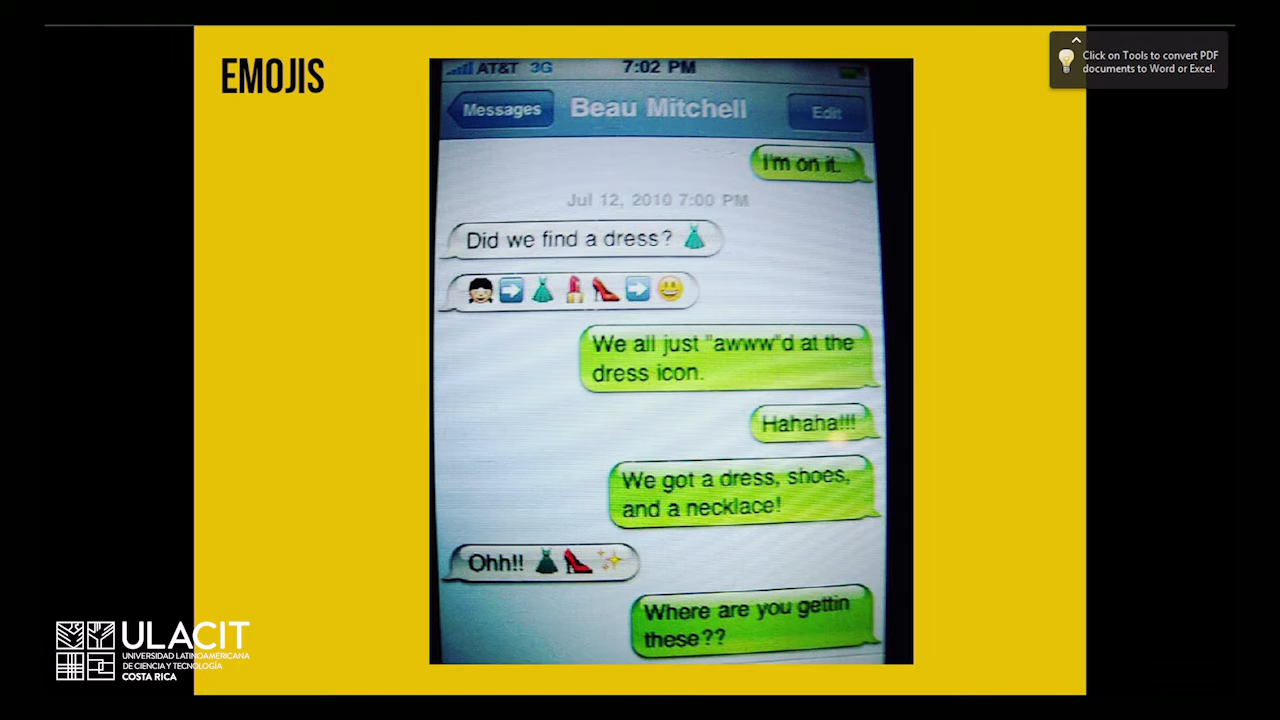 EMOJIS
Click on Tools to convert PDF
documents to Word or Excel.
AT&T 3G 7:02 PM
Messages Beau Mitchell Edit
I'm on it.
Jul 12, 2010 7:00 PM
Did we find a dress? 👗
👧➡️👗💄👠➡️😃
We all just "awww"d at the
dress icon.
Hahaha!!!
We got a dress, shoes,
and a necklace!
Ohh!! 👗👠✨
Where are you gettin
these??
ULACIT
UNIVERSIDAD LATINOAMERICANA
DE CIENCIA Y TECNOLOGÍA
COSTA RICA